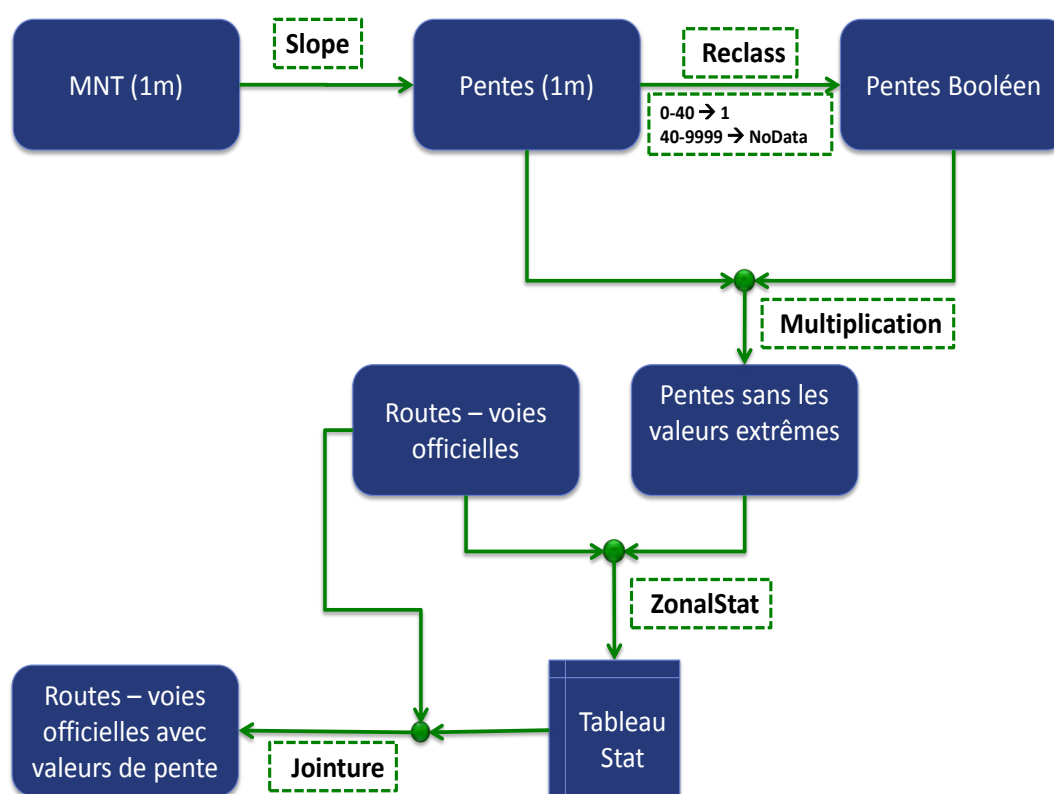 Slope
Reclass
MNT (1m)
Pentes (1m)
Pentes Booléen
0-40 → 1
40-9999 → NoData
Multiplication
Routes – voies
officielles
Pentes sans les
valeurs extrêmes
ZonalStat
Routes – voies
officielles avec
valeurs de pente
Jointure
Tableau
Stat